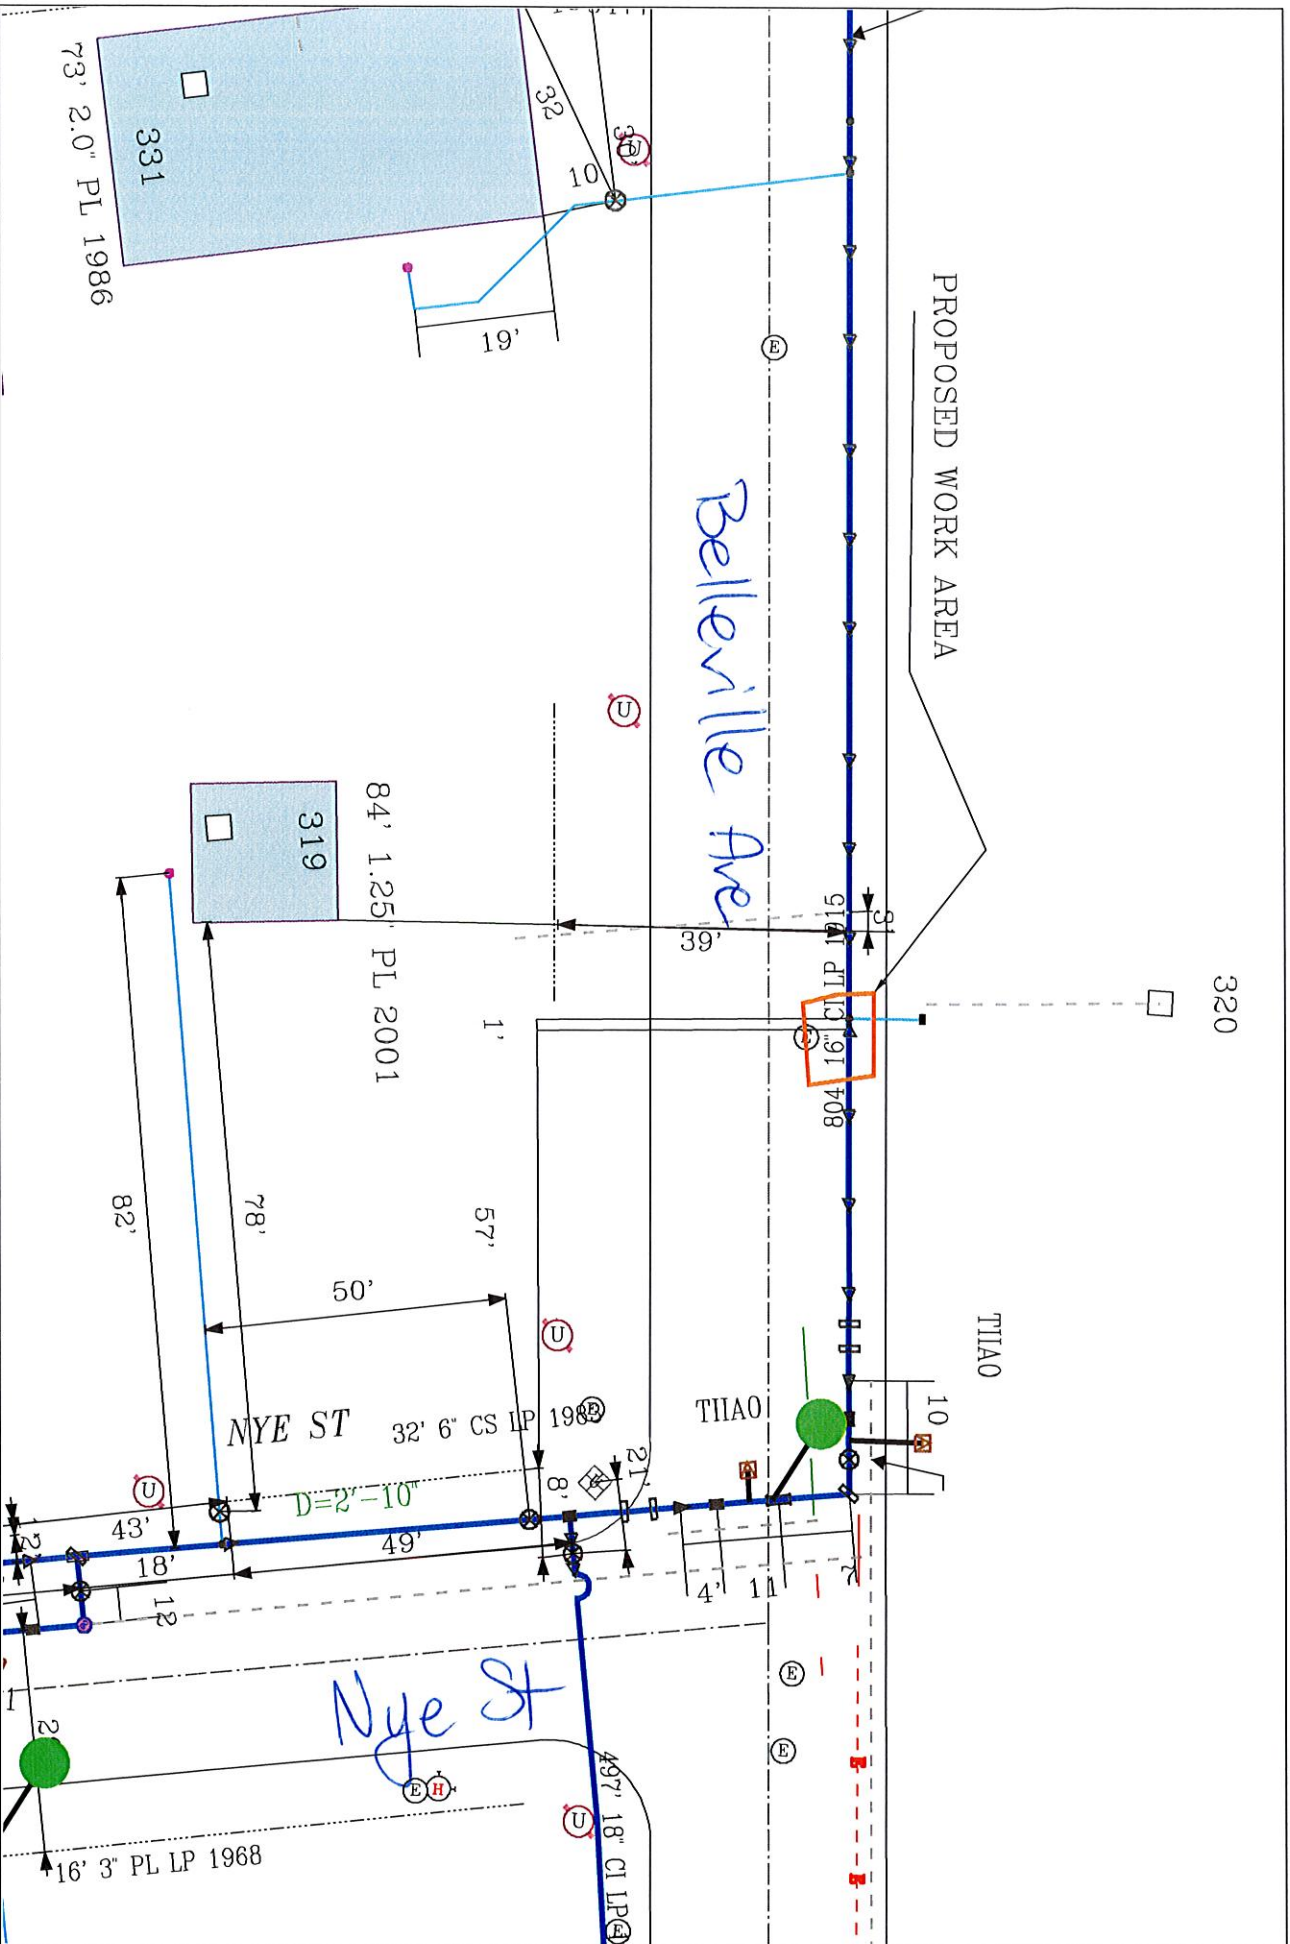 32
10
331
73' 2.0" PL 1986
19'
E
U
PROPOSED WORK AREA
Belleville Ave
U
319
84' 1.25" PL 2001
39'
3
804' 16" CI LP 1915
320
1'
57'
82'
78'
50'
U
TIIAO
TIIAO
10
NYE ST
32' 6" CS LP 1983
E
8'
21'
D=2'-10"
U
43'
18'
49'
12
4'
11
7
E
E
Nye St
E
H
U
497' 18" CI LP
E
16' 3" PL LP 1968